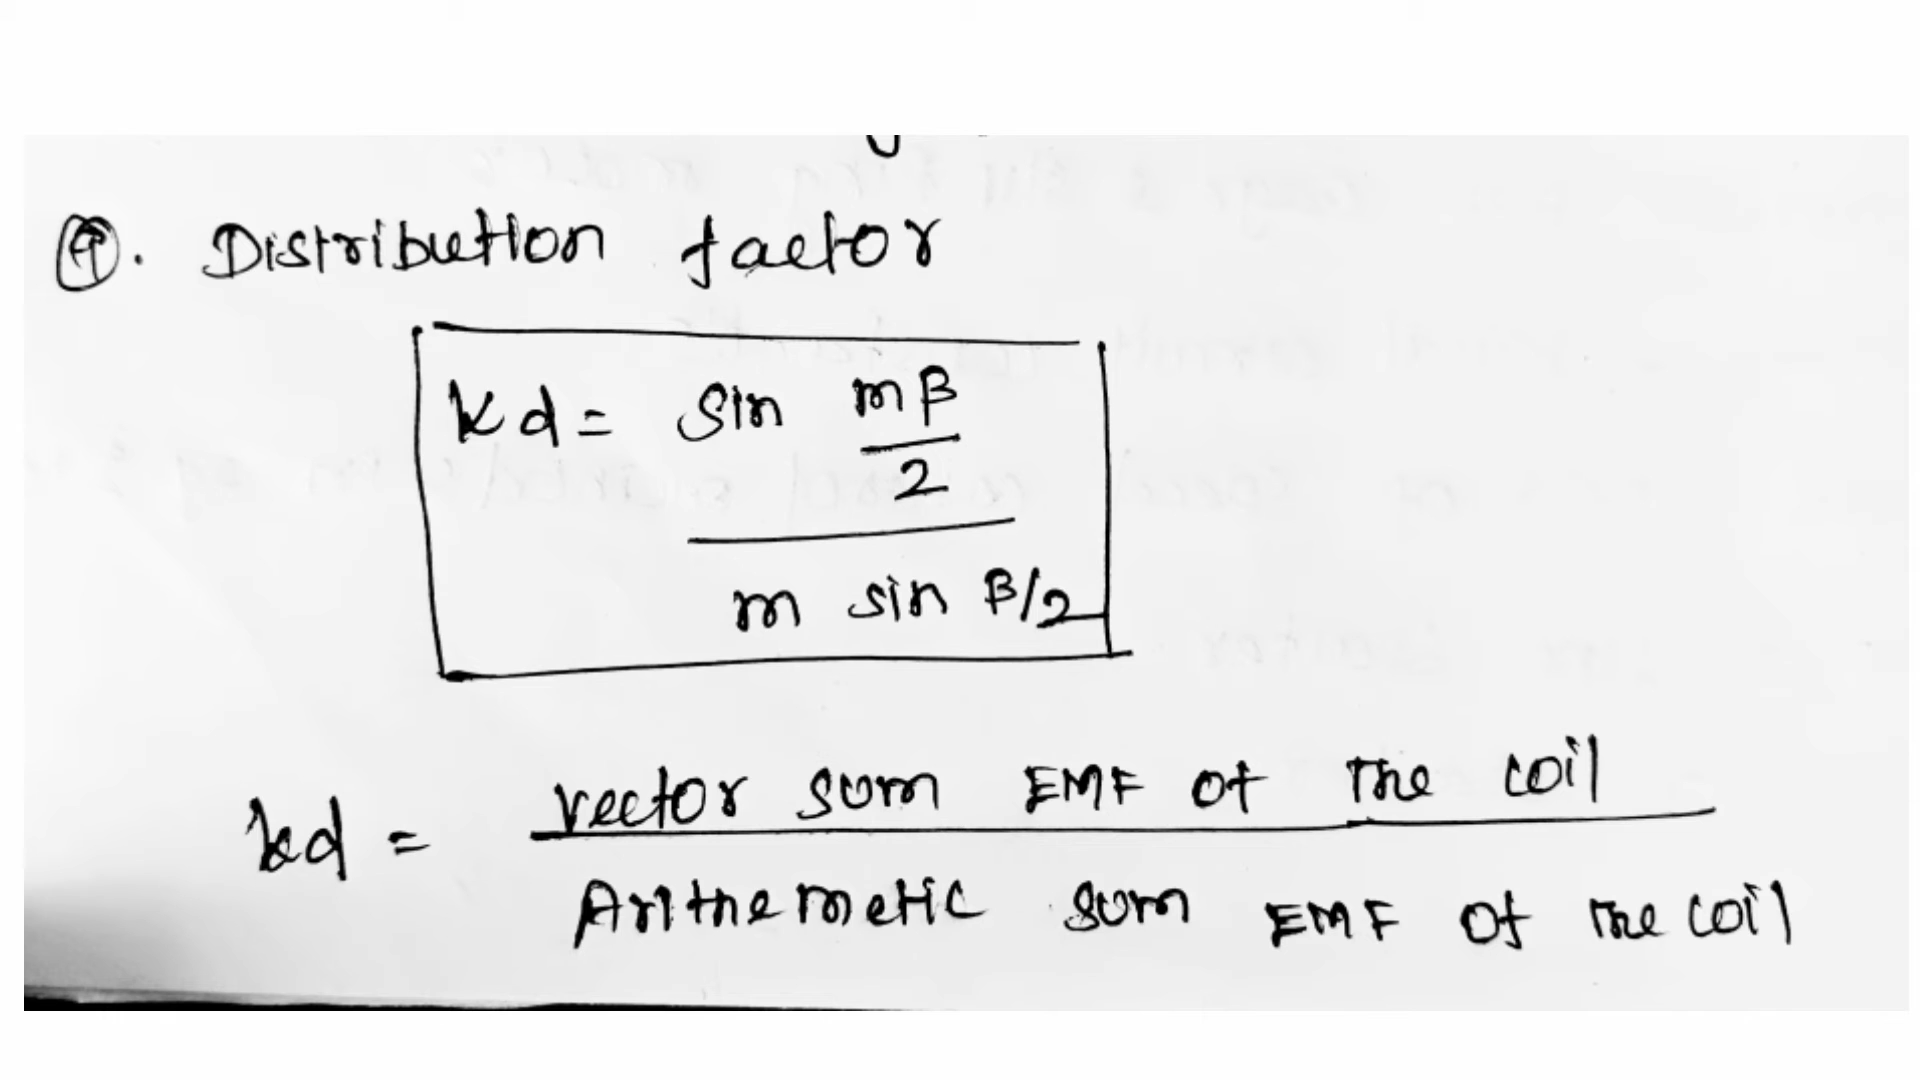 ④. Distribution factor
kd = sin mβ/2
m sin β/2
kd = vector sum EMF of the coil
Arithemetic sum EMF of the coil